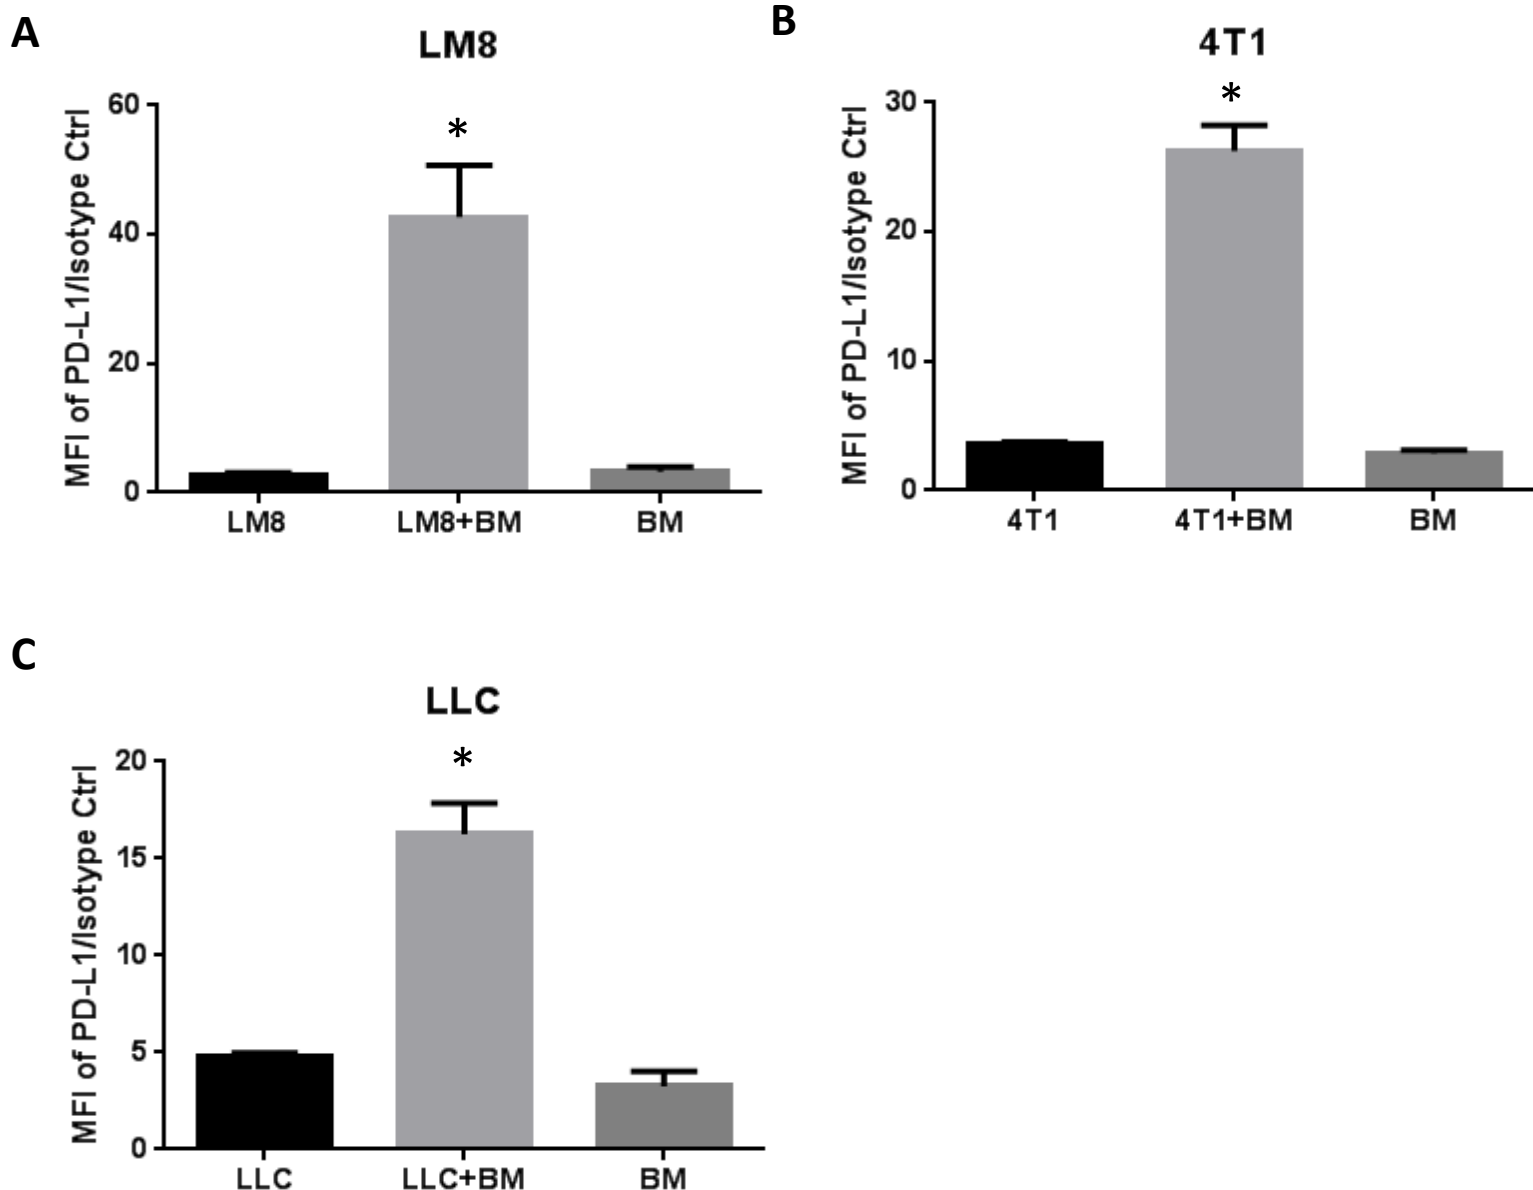 A
LM8
*
MFI of PD-L1/Isotype Ctrl
60
40
20
0
LM8 LM8+BM BM
B
4T1
*
MFI of PD-L1/Isotype Ctrl
30
20
10
0
4T1 4T1+BM BM
C
LLC
*
MFI of PD-L1/Isotype Ctrl
20
15
10
5
0
LLC LLC+BM BM